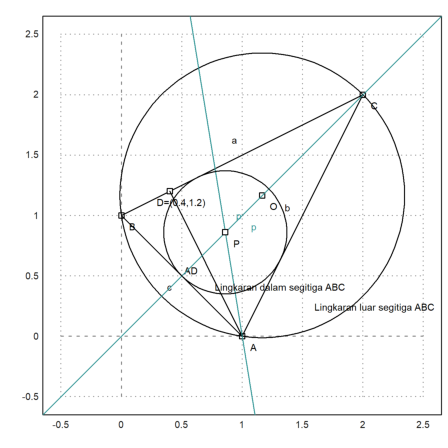 2.5
2
C
a
1.5
D=(0.4,1.2)
O
b
1
B
p
p
P
AD
0.5
c
Lingkaran dalam segitiga ABC
Lingkaran luar segitiga ABC
0
A
-0.5
-0.5
0
0.5
1
1.5
2
2.5